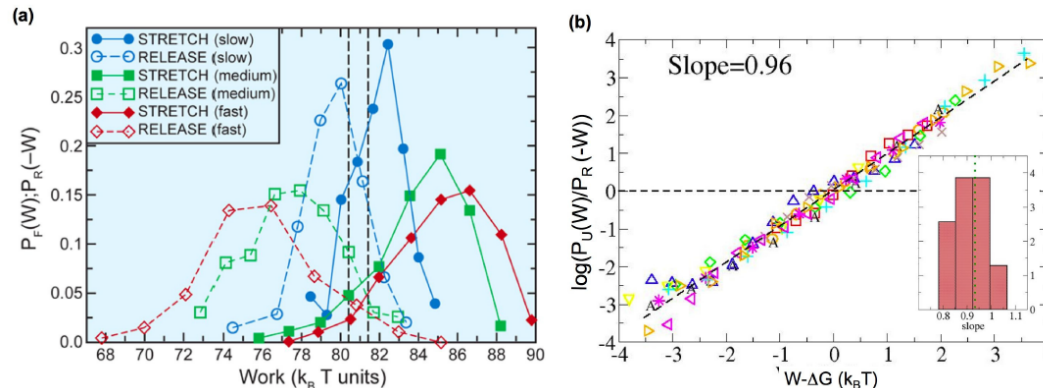 (a)
P_F(W);P_R(−W)
0.3
0.25
0.2
0.15
0.1
0.05
0.0
STRETCH (slow)
RELEASE (slow)
STRETCH (medium)
RELEASE (medium)
STRETCH (fast)
RELEASE (fast)
68 70 72 74 76 78 80 82 84 86 88 90
Work (k_B T units)
(b)
log(P_U(W)/P_R (-W))
4
3
2
1
0
-1
-2
-3
-4
Slope=0.96
A
A
A
A
A
4
3
2
1
0
0.8 0.9 1 1.1
slope
-4 -3 -2 -1 0 1 2 3 4
W-ΔG (k_BT)